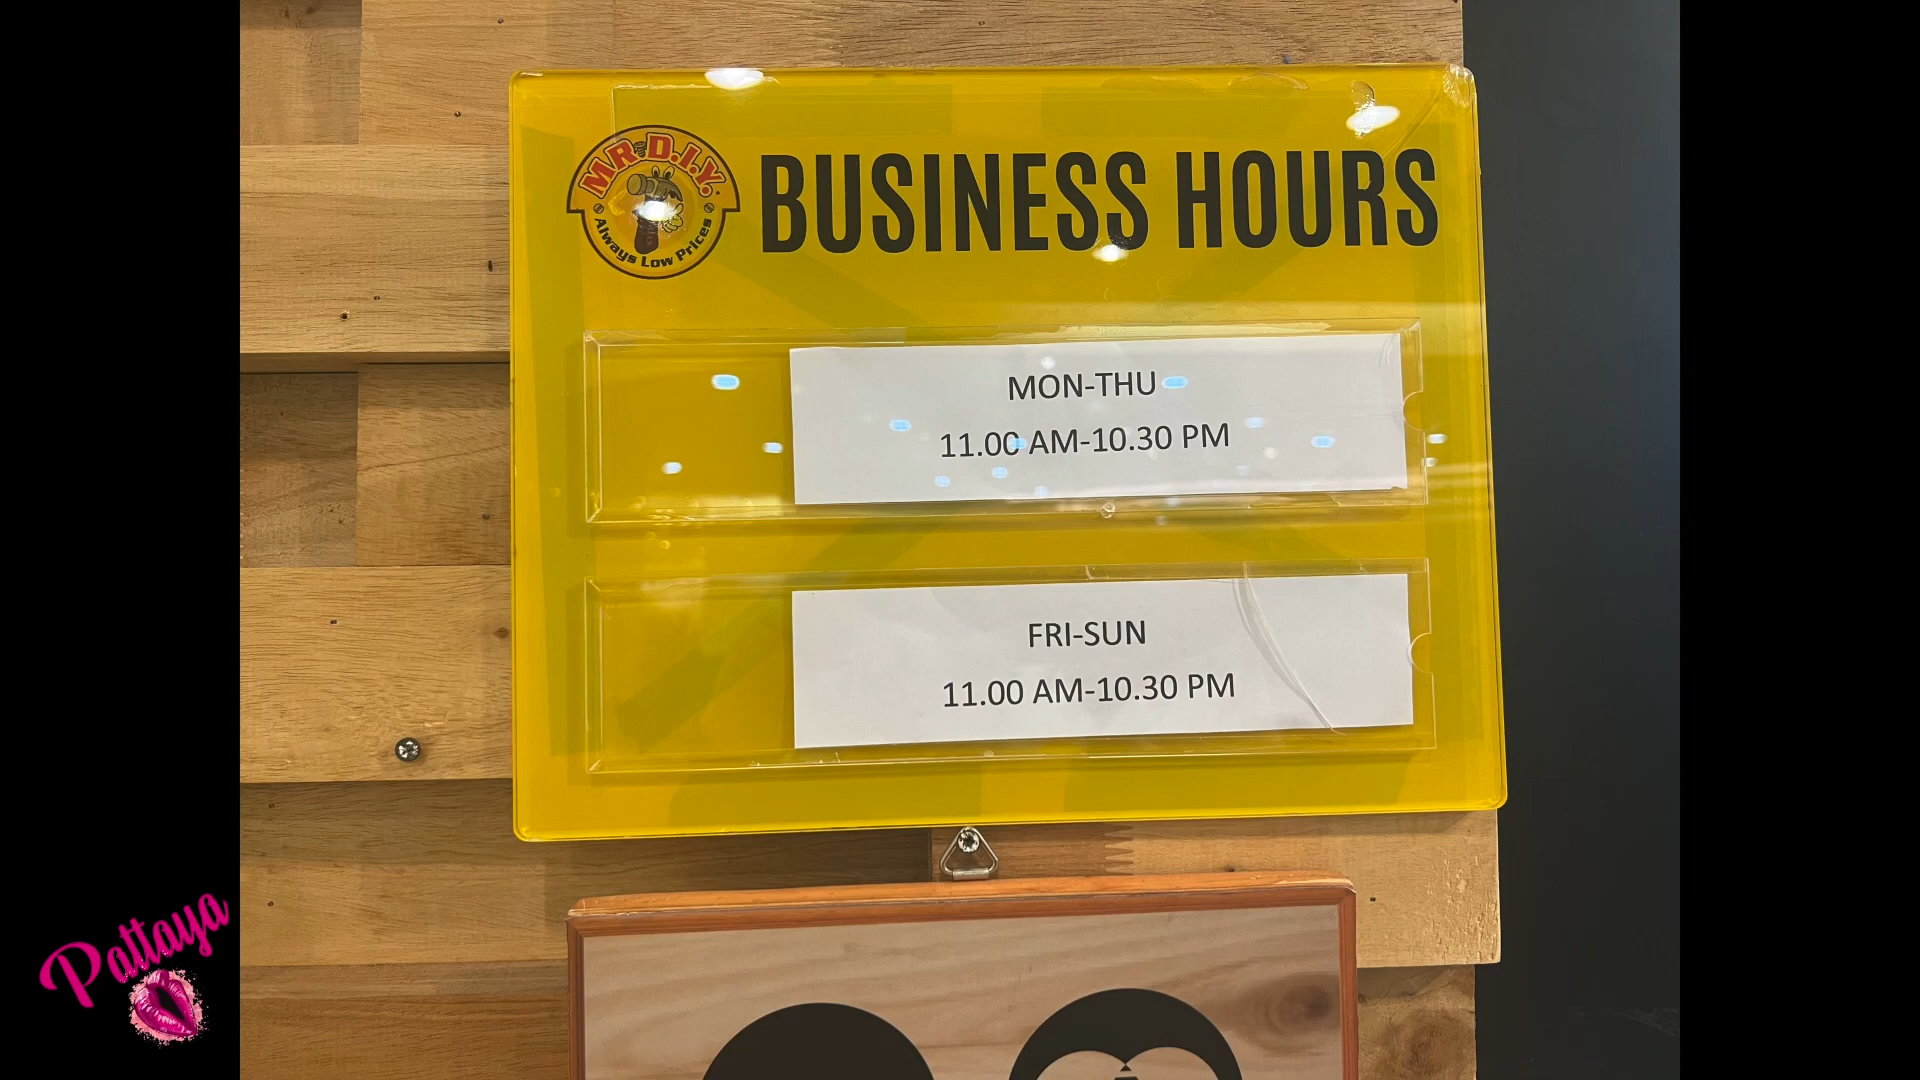 MR.D.I.Y.
Always Low Prices
BUSINESS HOURS
MON-THU
11.00 AM-10.30 PM
FRI-SUN
11.00 AM-10.30 PM
Pattaya